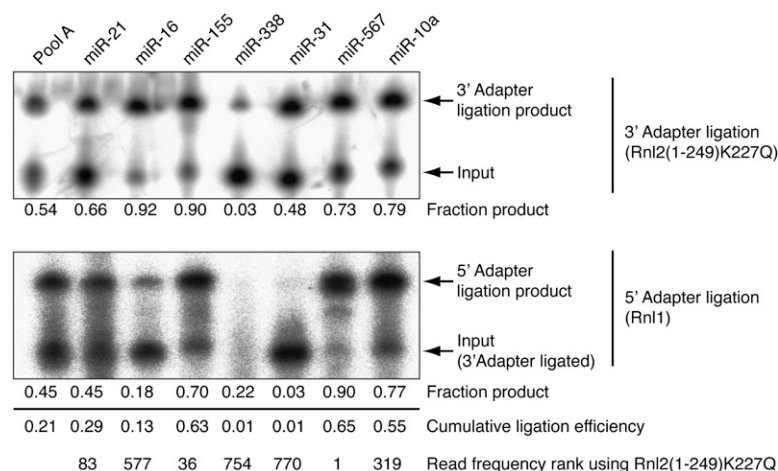 Pool A miR-21 miR-16 miR-155 miR-338 miR-31 miR-567 miR-10a
3' Adapter
ligation product
Input
3' Adapter ligation
(Rnl2(1-249)K227Q)
0.54 0.66 0.92 0.90 0.03 0.48 0.73 0.79 Fraction product
5' Adapter
ligation product
Input
(3'Adapter ligated)
5' Adapter ligation
(Rnl1)
0.45 0.45 0.18 0.70 0.22 0.03 0.90 0.77 Fraction product
0.21 0.29 0.13 0.63 0.01 0.01 0.65 0.55 Cumulative ligation efficiency
83 577 36 754 770 1 319 Read frequency rank using Rnl2(1-249)K227Q